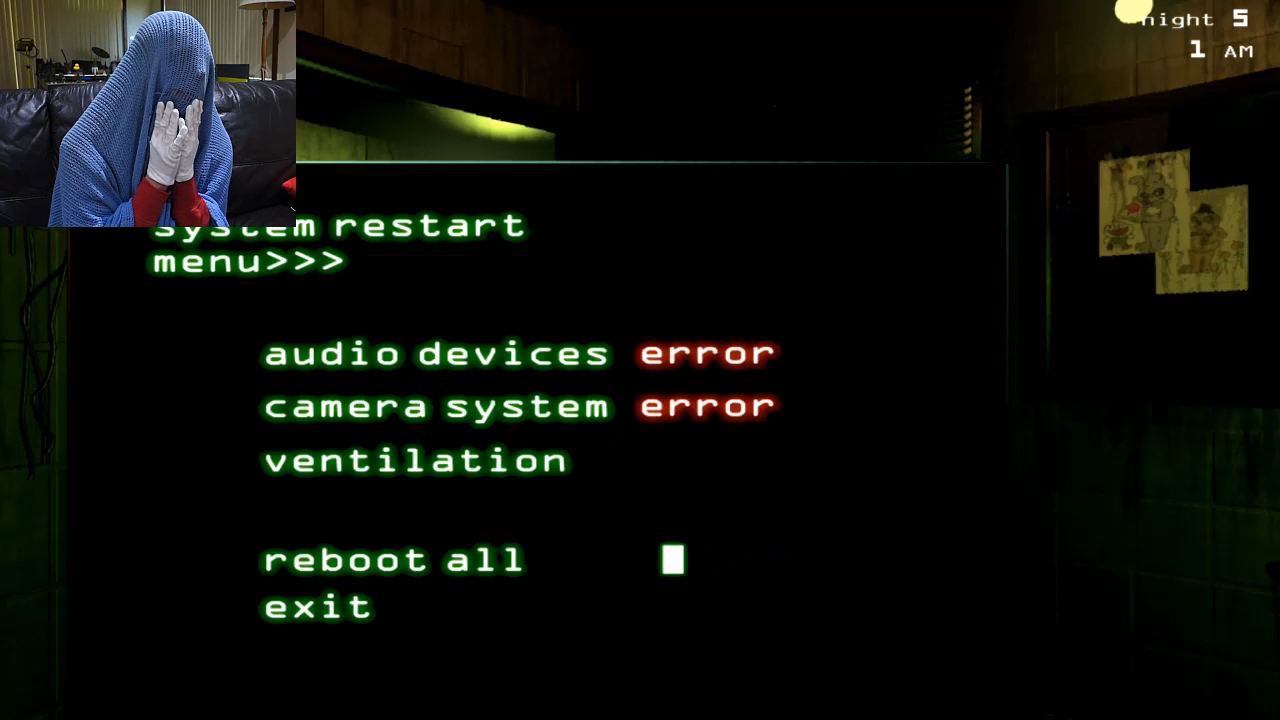 night 5
1 AM
system restart
menu>>>
audio devices error
camera system error
ventilation
reboot all
exit